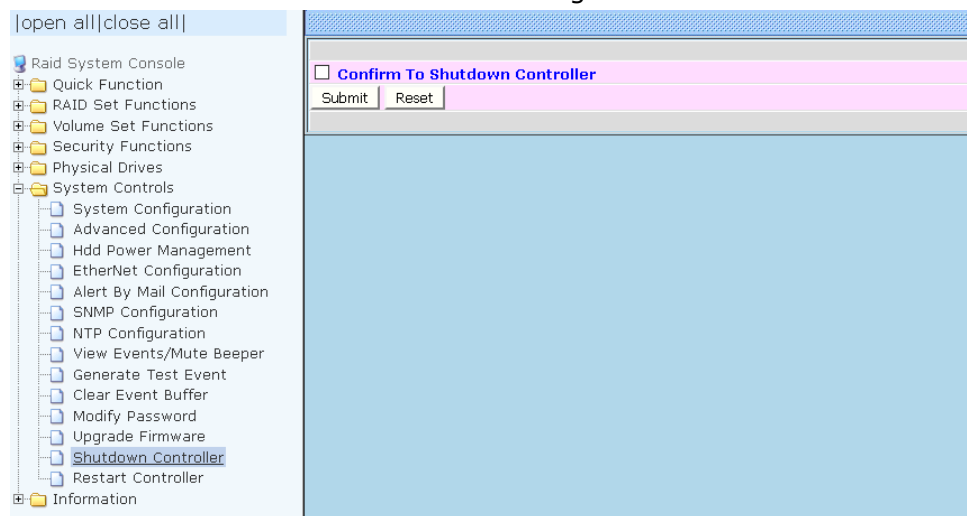 |open all|close all|
Raid System Console
Quick Function
RAID Set Functions
Volume Set Functions
Security Functions
Physical Drives
System Controls
System Configuration
Advanced Configuration
Hdd Power Management
EtherNet Configuration
Alert By Mail Configuration
SNMP Configuration
NTP Configuration
View Events/Mute Beeper
Generate Test Event
Clear Event Buffer
Modify Password
Upgrade Firmware
Shutdown Controller
Restart Controller
Information
Confirm To Shutdown Controller
Submit Reset